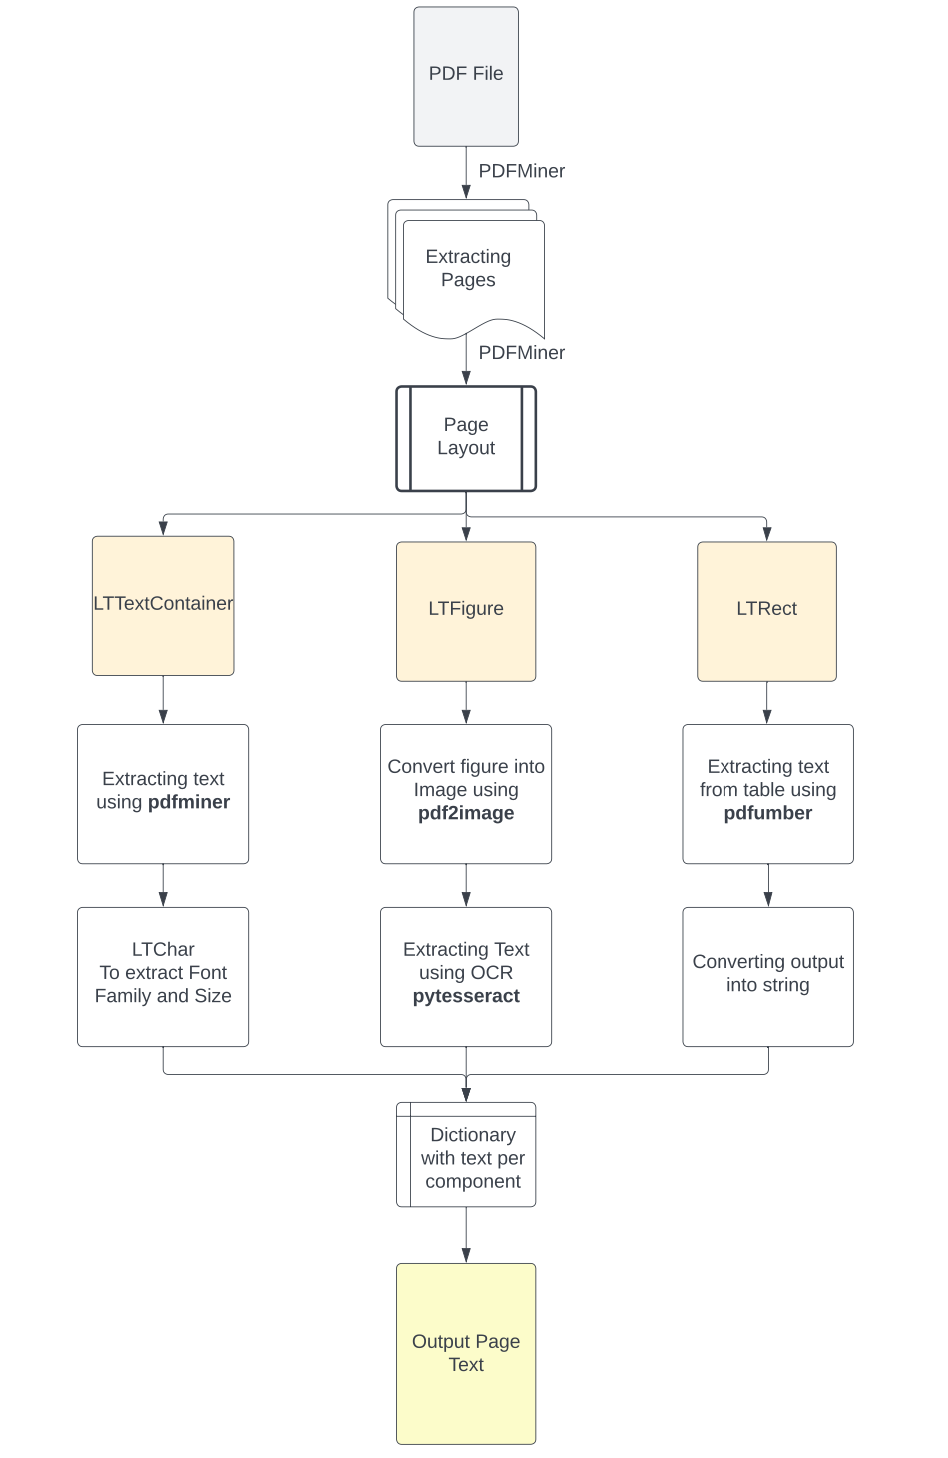 PDF File
PDFMiner
Extracting
Pages
PDFMiner
Page
Layout
LTTextContainer
LTFigure
LTRect
Extracting text
using pdfminer
Convert figure into
Image using
pdf2image
Extracting text
from table using
pdfumber
LTChar
To extract Font
Family and Size
Extracting Text
using OCR
pytesseract
Converting output
into string
Dictionary
with text per
component
Output Page
Text